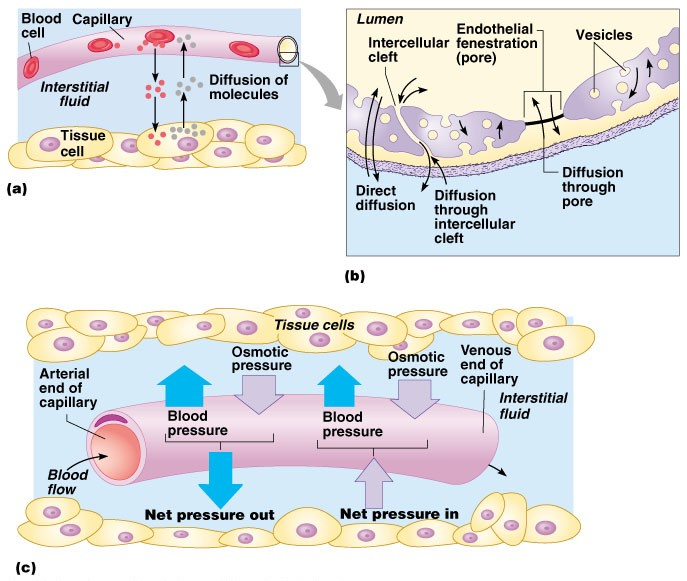 Blood
cell
Capillary
Interstitial
fluid
Diffusion of
molecules
Tissue
cell
(a)
Lumen
Intercellular
cleft
Endothelial
fenestration
(pore)
Vesicles
Direct
diffusion
Diffusion
through
intercellular
cleft
Diffusion
through
pore
(b)
Tissue cells
Arterial
end of
capillary
Osmotic
pressure
Osmotic
pressure
Venous
end of
capillary
Interstitial
fluid
Blood
pressure
Blood
pressure
Blood
flow
Net pressure out
Net pressure in
(c)